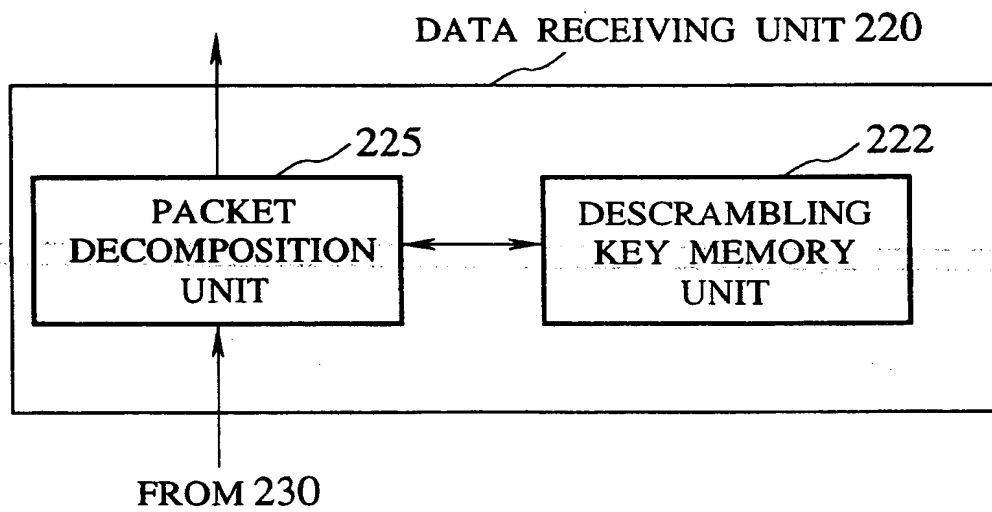 DATA RECEIVING UNIT 220
225
PACKET
DECOMPOSITION
UNIT
222
DESCRAMBLING
KEY MEMORY
UNIT
FROM 230